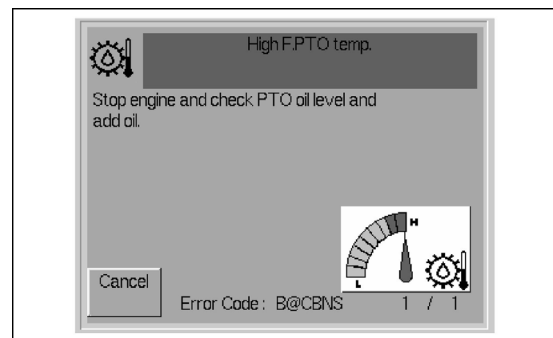 High F.PTO temp.
Stop engine and check PTO oil level and
add oil.
H
L
Cancel
Error Code : B@CBNS 1 / 1